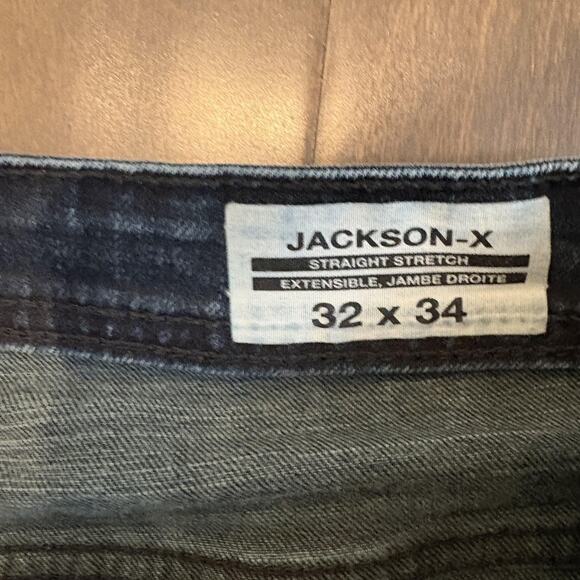 JACKSON-X
STRAIGHT STRETCH
EXTENSIBLE, JAMBE DROITE
32 x 34